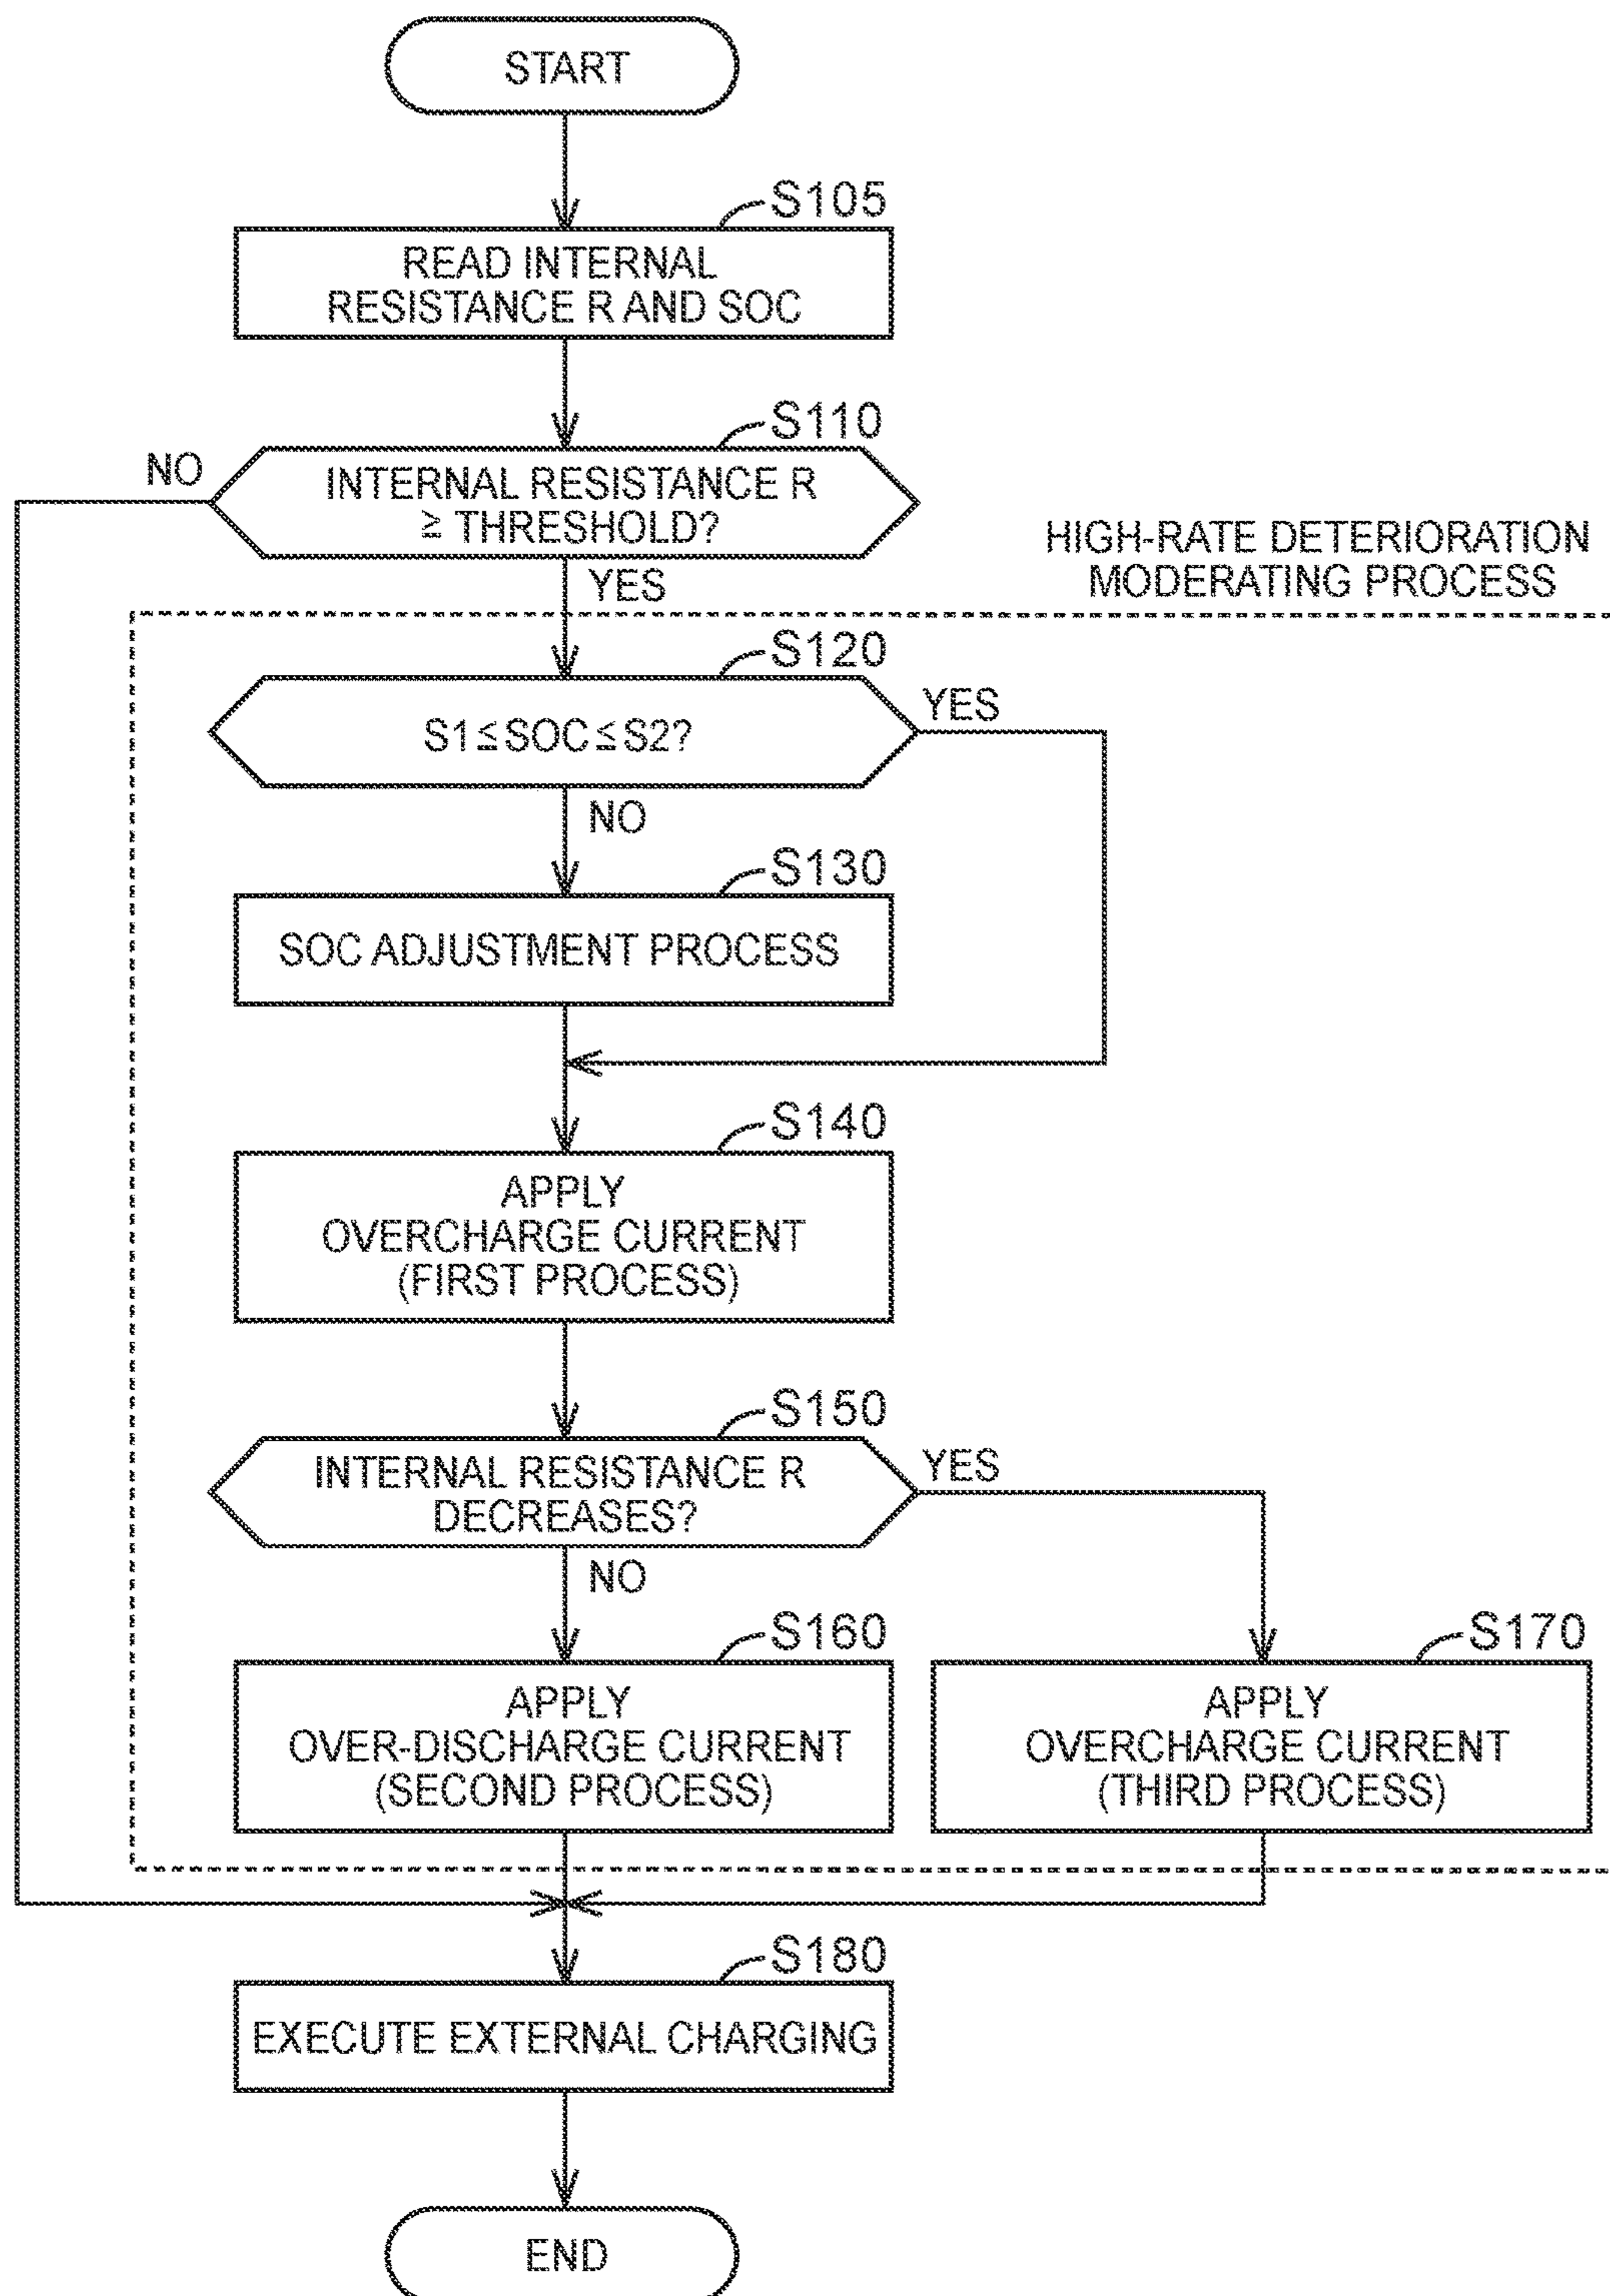 START
S105
READ INTERNAL
RESISTANCE R AND SOC
S110
NO
INTERNAL RESISTANCE R
≥ THRESHOLD?
YES
HIGH-RATE DETERIORATION
MODERATING PROCESS
S120
S1≤SOC≤S2?
YES
NO
S130
SOC ADJUSTMENT PROCESS
S140
APPLY
OVERCHARGE CURRENT
(FIRST PROCESS)
S150
INTERNAL RESISTANCE R
DECREASES?
YES
NO
S160
APPLY
OVER-DISCHARGE CURRENT
(SECOND PROCESS)
S170
APPLY
OVERCHARGE CURRENT
(THIRD PROCESS)
S180
EXECUTE EXTERNAL CHARGING
END